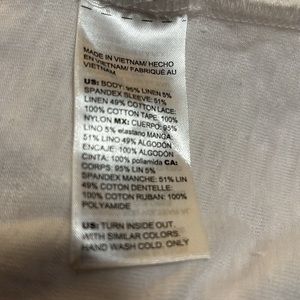 MADE IN VIETNAM/ HECHO
EN VIETNAM/ FABRIQUÉ AU
VIETNAM
US: BODY: 95% LINEN 5%
SPANDEX SLEEVE: 51%
LINEN 49% COTTON LACE:
100% COTTON TAPE: 100%
NYLON MX: CUERPO: 95%
LINO 5% elastano MANGA:
51% LINO 49% ALGODÓN
ENCAJE: 100% ALGODÓN
CINTA: 100% poliamida CA:
CORPS: 95% LIN 5%
SPANDEX MANCHE: 51% LIN
49% COTON DENTELLE:
100% COTON RUBAN: 100%
POLYAMIDE
US: TURN INSIDE OUT.
WITH SIMILAR COLORS.
HAND WASH COLD. ONLY